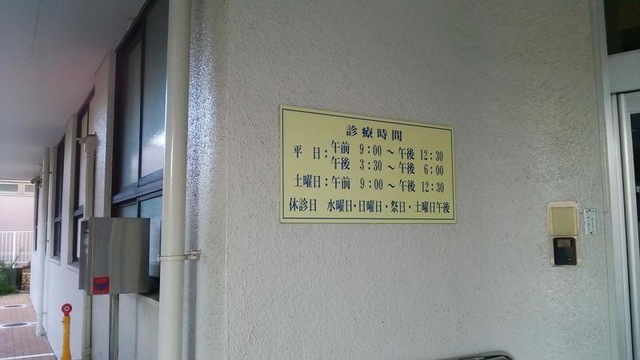 診療時間
平　日：午前　9：00 ～ 午後　12：30
午後　3：30 ～ 午後　6：00
土曜日：午前　9：00 ～ 午後　12：30
休診日　水曜日・日曜日・祭日・土曜日午後